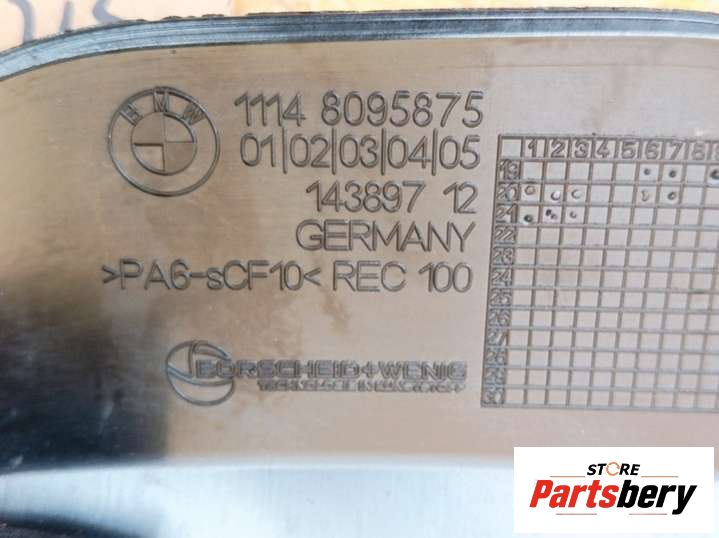 BMW
1114 8095875
01|02|03|04|05
143897 12
GERMANY
>PA6-sCF10< REC 100
BORSCHEID+WENIG
1 2 3 4 5 6 7 8 9
19
20
21
22
23
24
25
26
27
28
29
30
31
STORE
Partsbery